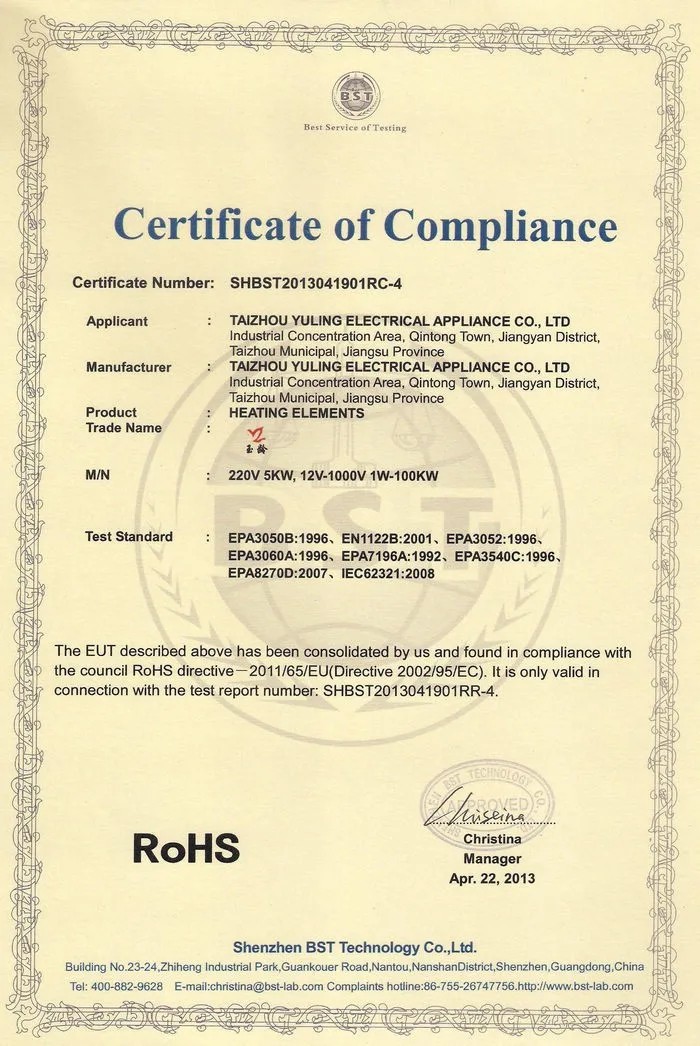 BST
Best Service of Testing
Certificate of Compliance
Certificate Number: SHBST2013041901RC-4
Applicant : TAIZHOU YULING ELECTRICAL APPLIANCE CO., LTD
Industrial Concentration Area, Qintong Town, Jiangyan District,
Taizhou Municipal, Jiangsu Province
Manufacturer : TAIZHOU YULING ELECTRICAL APPLIANCE CO., LTD
Industrial Concentration Area, Qintong Town, Jiangyan District,
Taizhou Municipal, Jiangsu Province
Product : HEATING ELEMENTS
Trade Name :
玉龄
M/N : 220V 5KW, 12V-1000V 1W-100KW
BST
Test Standard : EPA3050B:1996、EN1122B:2001、EPA3052:1996、
EPA3060A:1996、EPA7196A:1992、EPA3540C:1996、
EPA8270D:2007、IEC62321:2008
The EUT described above has been consolidated by us and found in compliance with
the council RoHS directive－2011/65/EU(Directive 2002/95/EC). It is only valid in
connection with the test report number: SHBST2013041901RR-4.
BST TECHNOLOGY CO.
APPROVED
RoHS
Christina
Manager
Apr. 22, 2013
Shenzhen BST Technology Co.,Ltd.
Building No.23-24,Zhiheng Industrial Park,Guankouer Road,Nantou,NanshanDistrict,Shenzhen,Guangdong,China
Tel: 400-882-9628 E-mail:christina@bst-lab.com Complaints hotline:86-755-26747756.http://www.bst-lab.com